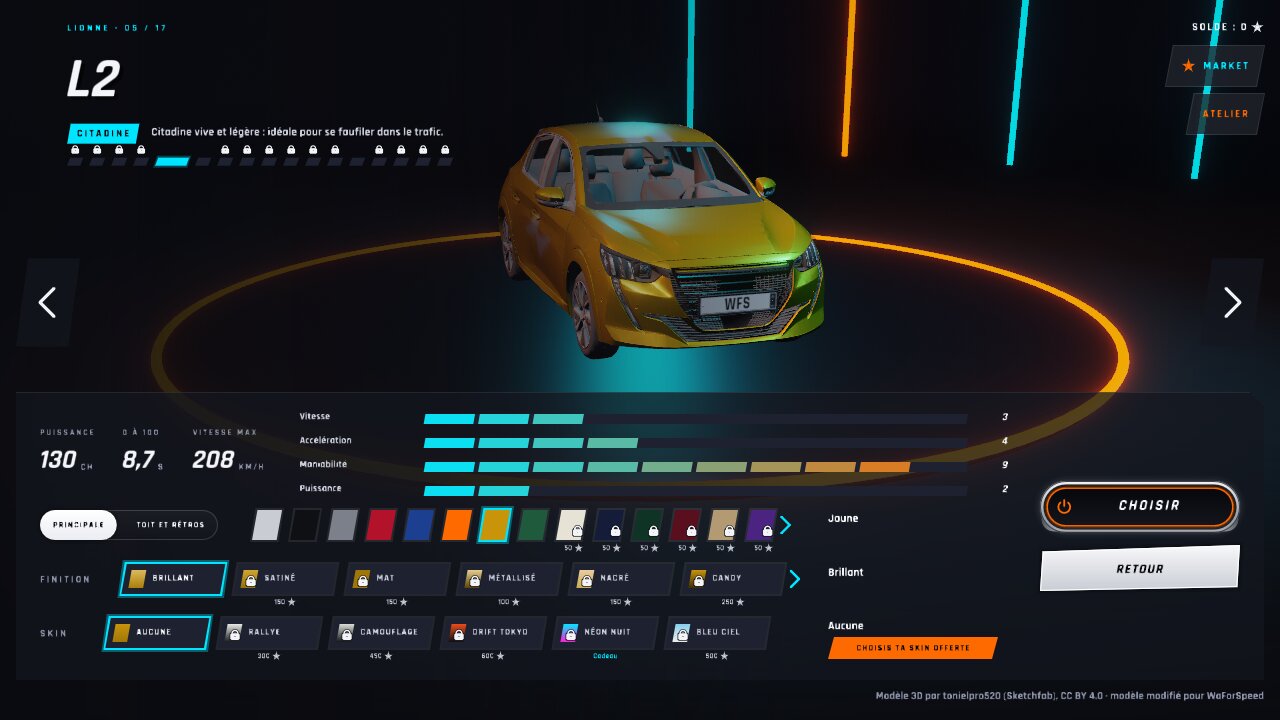 LIONNE · 05 / 17
SOLDE : 0 ★
L2
★ MARKET
ATELIER
CITADINE
Citadine vive et légère : idéale pour se faufiler dans le trafic.
WFS
PUISSANCE
130 CH
0 À 100
8,7 S
VITESSE MAX
208 KM/H
Vitesse
3
Accélération
4
Maniabilité
9
Puissance
2
PRINCIPALE
TOIT ET RÉTROS
50 ★
50 ★
50 ★
50 ★
50 ★
50 ★
Jaune
FINITION
BRILLANT
SATINÉ
150 ★
MAT
150 ★
MÉTALLISÉ
100 ★
NACRÉ
150 ★
CANDY
250 ★
Brillant
SKIN
AUCUNE
RALLYE
300 ★
CAMOUFLAGE
450 ★
DRIFT TOKYO
600 ★
NÉON NUIT
Cadeau
BLEU CIEL
500 ★
Aucune
CHOISIS TA SKIN OFFERTE
CHOISIR
RETOUR
Modèle 3D par tonielpro520 (Sketchfab), CC BY 4.0 · modèle modifié pour WaForSpeed